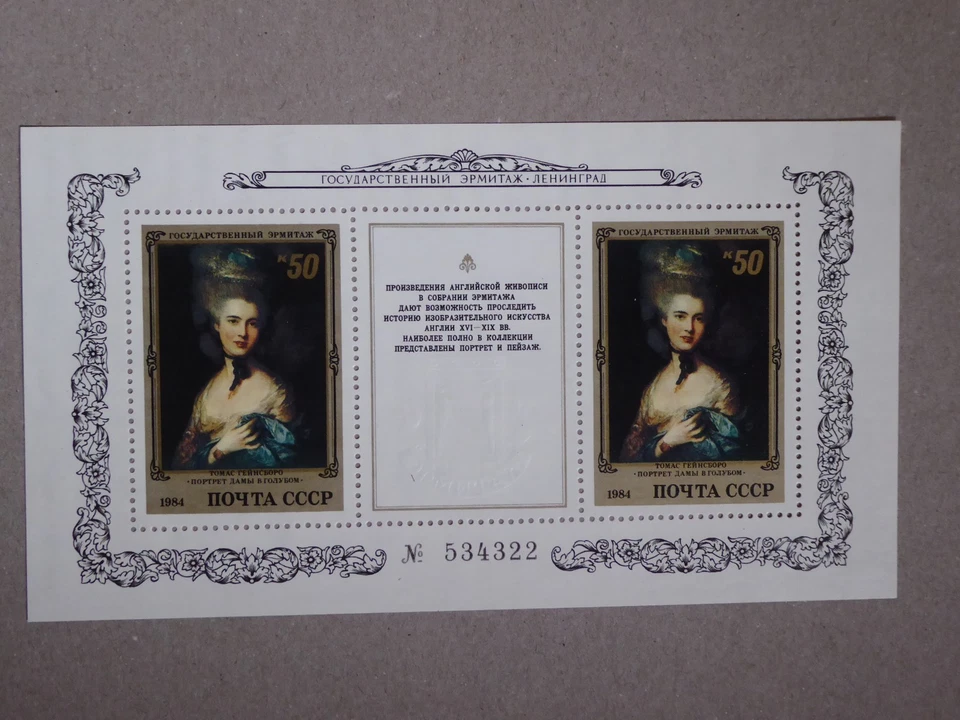 ГОСУДАРСТВЕННЫЙ ЭРМИТАЖ · ЛЕНИНГРАД
ГОСУДАРСТВЕННЫЙ ЭРМИТАЖ
К50
ТОМАС ГЕЙНСБОРО
·ПОРТРЕТ ДАМЫ В ГОЛУБОМ·
1984 ПОЧТА СССР
ПРОИЗВЕДЕНИЯ АНГЛИЙСКОЙ ЖИВОПИСИ
В СОБРАНИИ ЭРМИТАЖА
ДАЮТ ВОЗМОЖНОСТЬ ПРОСЛЕДИТЬ
ИСТОРИЮ ИЗОБРАЗИТЕЛЬНОГО ИСКУССТВА
АНГЛИИ XVI—XIX ВВ.
НАИБОЛЕЕ ПОЛНО В КОЛЛЕКЦИИ
ПРЕДСТАВЛЕНЫ ПОРТРЕТ И ПЕЙЗАЖ.
ГОСУДАРСТВЕННЫЙ ЭРМИТАЖ
К50
ТОМАС ГЕЙНСБОРО
·ПОРТРЕТ ДАМЫ В ГОЛУБОМ·
1984 ПОЧТА СССР
№ 534322